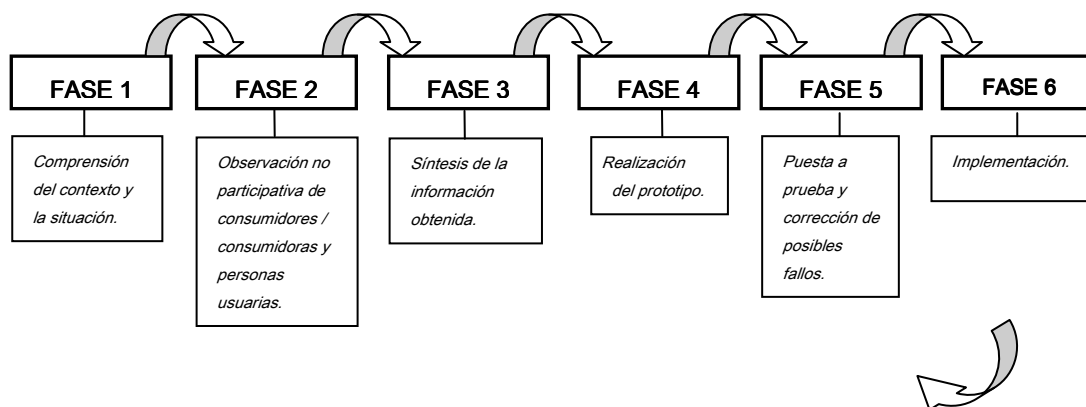 FASE 1
FASE 2
FASE 3
FASE 4
FASE 5
FASE 6
Comprensión
del contexto y
la situación.
Observación no
participativa de
consumidores /
consumidoras y
personas
usuarias.
Síntesis de la
información
obtenida.
Realización
del prototipo.
Puesta a
prueba y
corrección de
posibles
fallos.
Implementación.